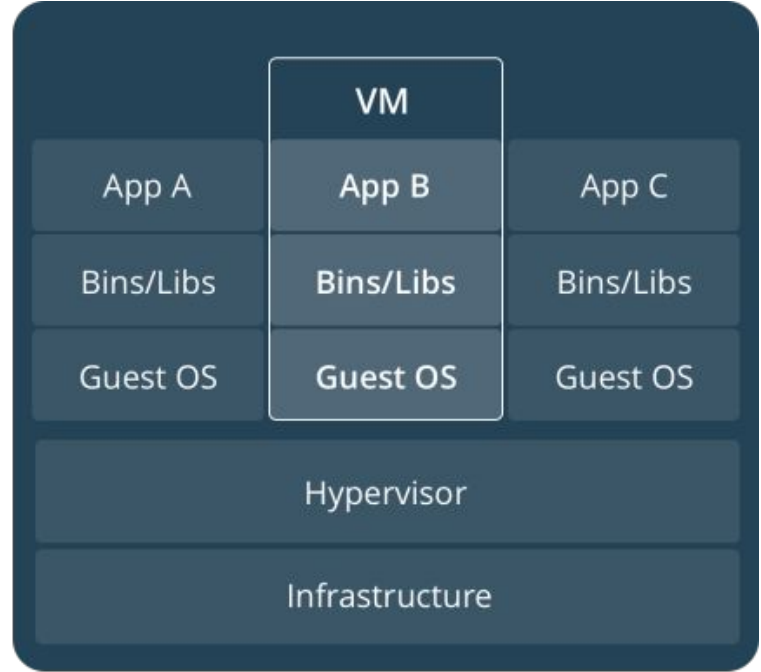 VM
App A
App B
App C
Bins/Libs
Bins/Libs
Bins/Libs
Guest OS
Guest OS
Guest OS
Hypervisor
Infrastructure